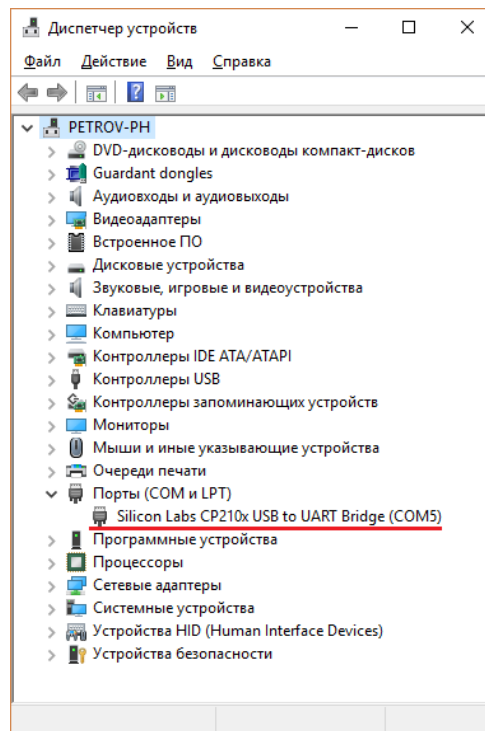 Диспетчер устройств
Файл Действие Вид Справка
PETROV-PH
DVD-дисководы и дисководы компакт-дисков
Guardant dongles
Аудиовходы и аудиовыходы
Видеоадаптеры
Встроенное ПО
Дисковые устройства
Звуковые, игровые и видеоустройства
Клавиатуры
Компьютер
Контроллеры IDE ATA/ATAPI
Контроллеры USB
Контроллеры запоминающих устройств
Мониторы
Мыши и иные указывающие устройства
Очереди печати
Порты (COM и LPT)
Silicon Labs CP210x USB to UART Bridge (COM5)
Программные устройства
Процессоры
Сетевые адаптеры
Системные устройства
Устройства HID (Human Interface Devices)
Устройства безопасности